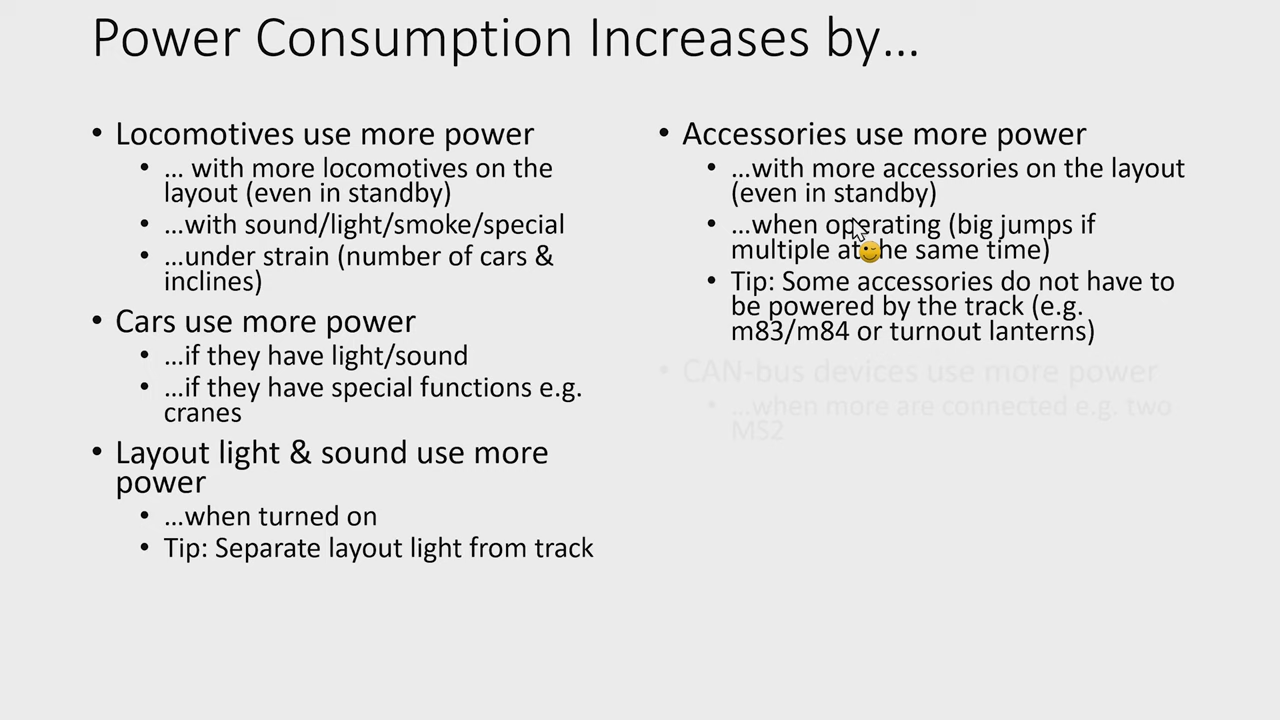 Power Consumption Increases by...
• Locomotives use more power
• ... with more locomotives on the
layout (even in standby)
• ...with sound/light/smoke/special
• ...under strain (number of cars &
inclines)
• Cars use more power
• ...if they have light/sound
• ...if they have special functions e.g.
cranes
• Layout light & sound use more
power
• ...when turned on
• Tip: Separate layout light from track
• Accessories use more power
• ...with more accessories on the layout
(even in standby)
• ...when operating (big jumps if
multiple at the same time)
• Tip: Some accessories do not have to
be powered by the track (e.g.
m83/m84 or turnout lanterns)
• CAN-bus devices use more power
• ...when more are connected e.g. two
MS2